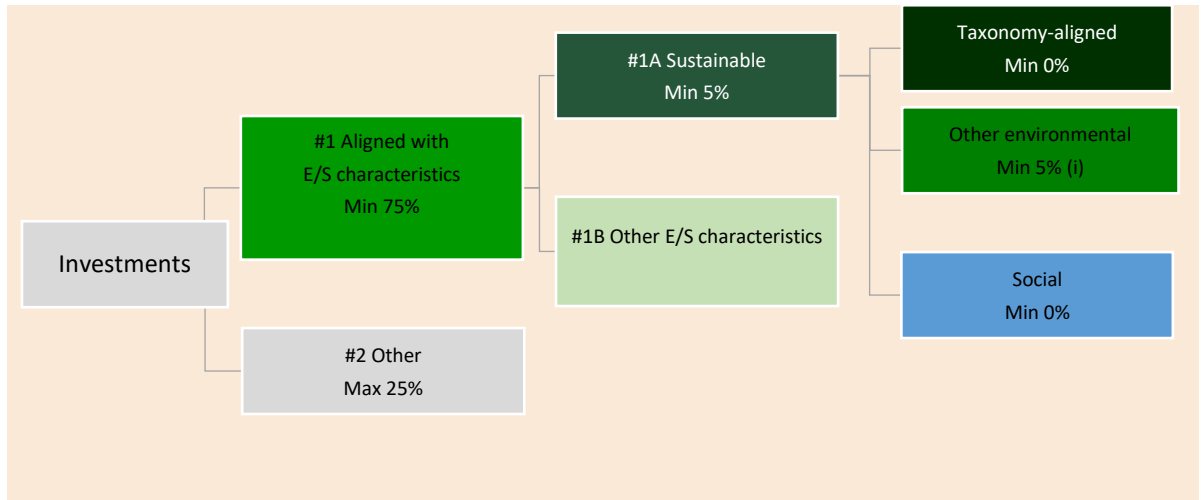 Investments
#1 Aligned with
E/S characteristics
Min 75%
#2 Other
Max 25%
#1A Sustainable
Min 5%
#1B Other E/S characteristics
Taxonomy-aligned
Min 0%
Other environmental
Min 5% (i)
Social
Min 0%